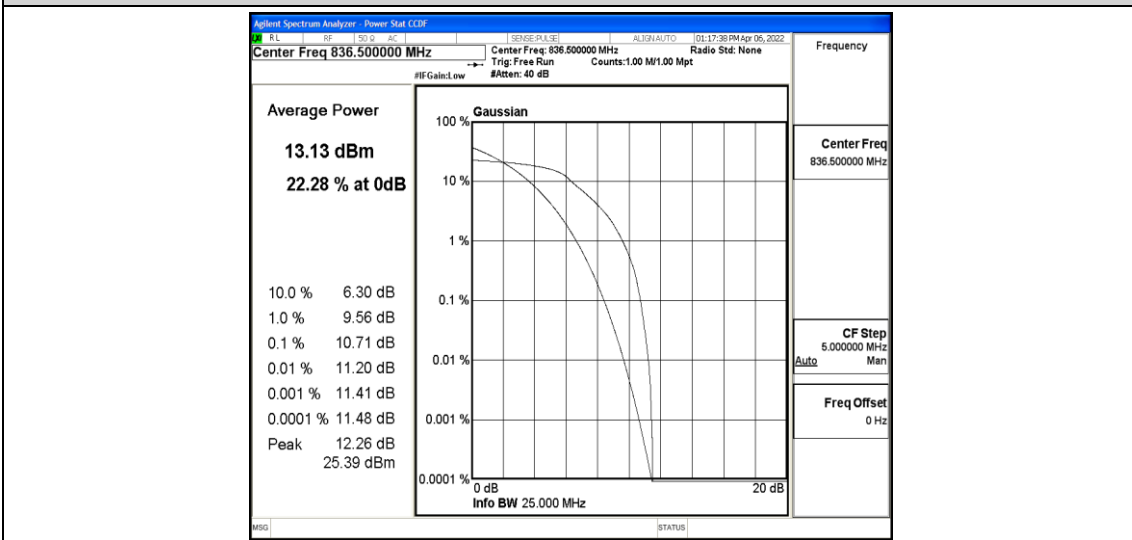 Agilent Spectrum Analyzer - Power Stat CCDF
RL RF 50 Ω AC SENSE:PULSE ALIGNAUTO 01:17:38 PM Apr 06, 2022
Center Freq 836.500000 MHz
Center Freq: 836.500000 MHz Radio Std: None
Trig: Free Run Counts:1.00 M/1.00 Mpt
#IFGain:Low #Atten: 40 dB
Frequency
Average Power
13.13 dBm
22.28 % at 0dB
10.0 % 6.30 dB
1.0 % 9.56 dB
0.1 % 10.71 dB
0.01 % 11.20 dB
0.001 % 11.41 dB
0.0001 % 11.48 dB
Peak 12.26 dB
25.39 dBm
Gaussian
100 %
10 %
1 %
0.1 %
0.01 %
0.001 %
0.0001 %
0 dB 20 dB
Info BW 25.000 MHz
Center Freq
836.500000 MHz
CF Step
5.000000 MHz
Auto Man
Freq Offset
0 Hz
MSG STATUS